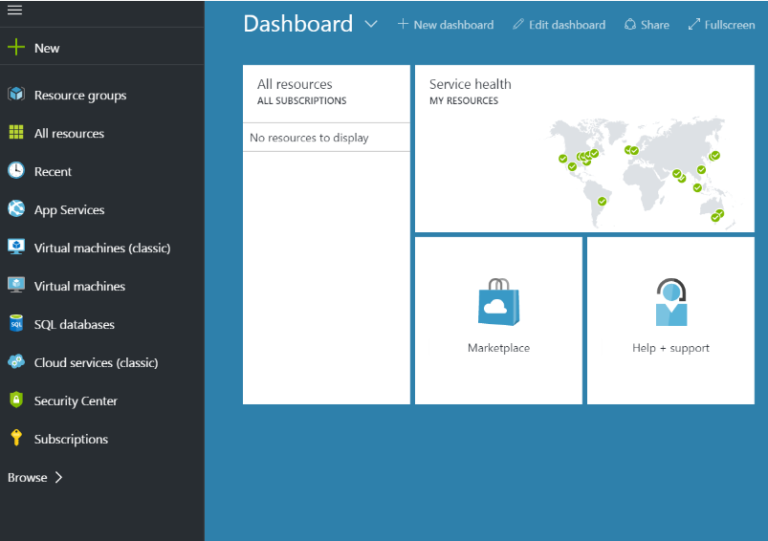 New
Resource groups
All resources
Recent
App Services
Virtual machines (classic)
Virtual machines
SQL
SQL databases
Cloud services (classic)
Security Center
Subscriptions
Browse
Dashboard
New dashboard
Edit dashboard
Share
Fullscreen
All resources
ALL SUBSCRIPTIONS
No resources to display
Service health
MY RESOURCES
Marketplace
Help + support